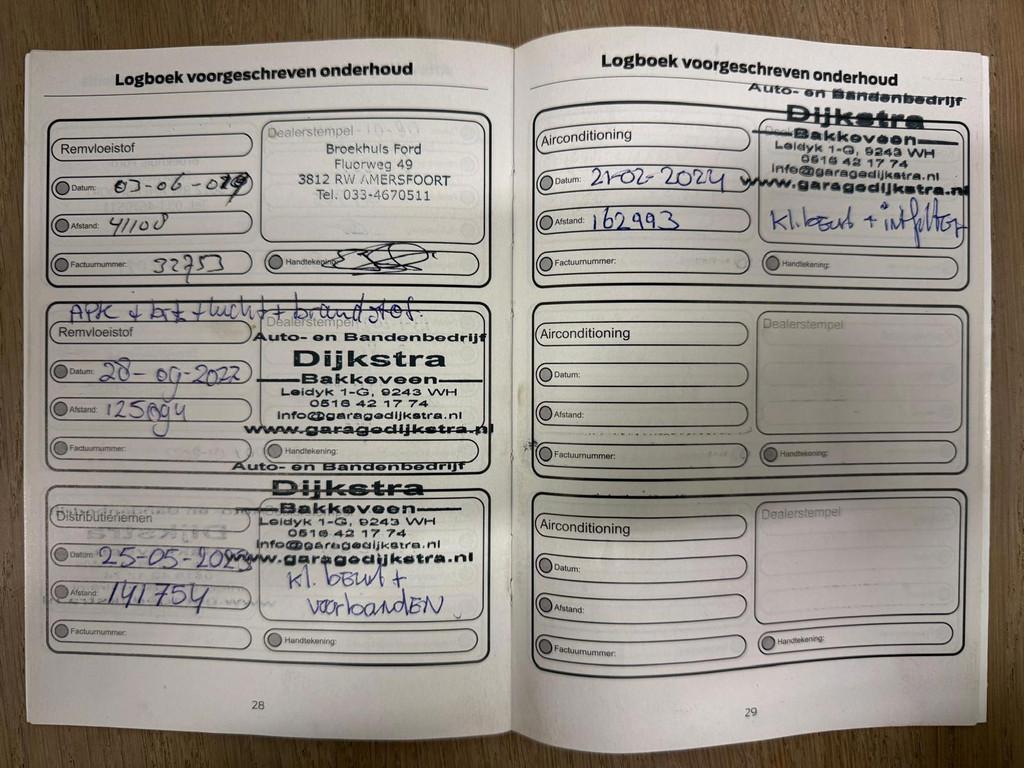 Logboek voorgeschreven onderhoud
Remvloeistof
Datum: 03-06-019
Afstand: 41108
Factuurnummer: 32753
Dealerstempel
Broekhuis Ford
Fluorweg 49
3812 RW AMERSFOORT
Tel. 033-4670511
Handtekening:
APK + + lucht + brandstof.
Remvloeistof
Datum: 28-09-2022
Afstand: 125094
Factuurnummer:
Dealerstempel
Auto- en Bandenbedrijf
Dijkstra
Bakkeveen
Leidyk 1-G, 9243 WH
0516 42 17 74
info@garagedijkstra.nl
www.garagedijkstra.nl
Handtekening:
Distributieriemen
Datum: 25-05-2023
Afstand: 141754
Factuurnummer:
Auto- en Bandenbedrijf
Dijkstra
Bakkeveen
Leidyk 1-G, 9243 WH
0516 42 17 74
info@garagedijkstra.nl
www.garagedijkstra.nl
Kl. beurt +
voorbanden
Handtekening:
28
Logboek voorgeschreven onderhoud
Airconditioning
Datum: 21-02-2024
Afstand: 162993
Factuurnummer:
Auto- en Bandenbedrijf
Dijkstra
Bakkeveen
Leidyk 1-G, 9243 WH
0516 42 17 74
info@garagedijkstra.nl
www.garagedijkstra.nl
Kl. beurt + intfilter
Handtekening:
Airconditioning
Datum:
Afstand:
Factuurnummer:
Dealerstempel
Handtekening:
Airconditioning
Datum:
Afstand:
Factuurnummer:
Dealerstempel
Handtekening:
29